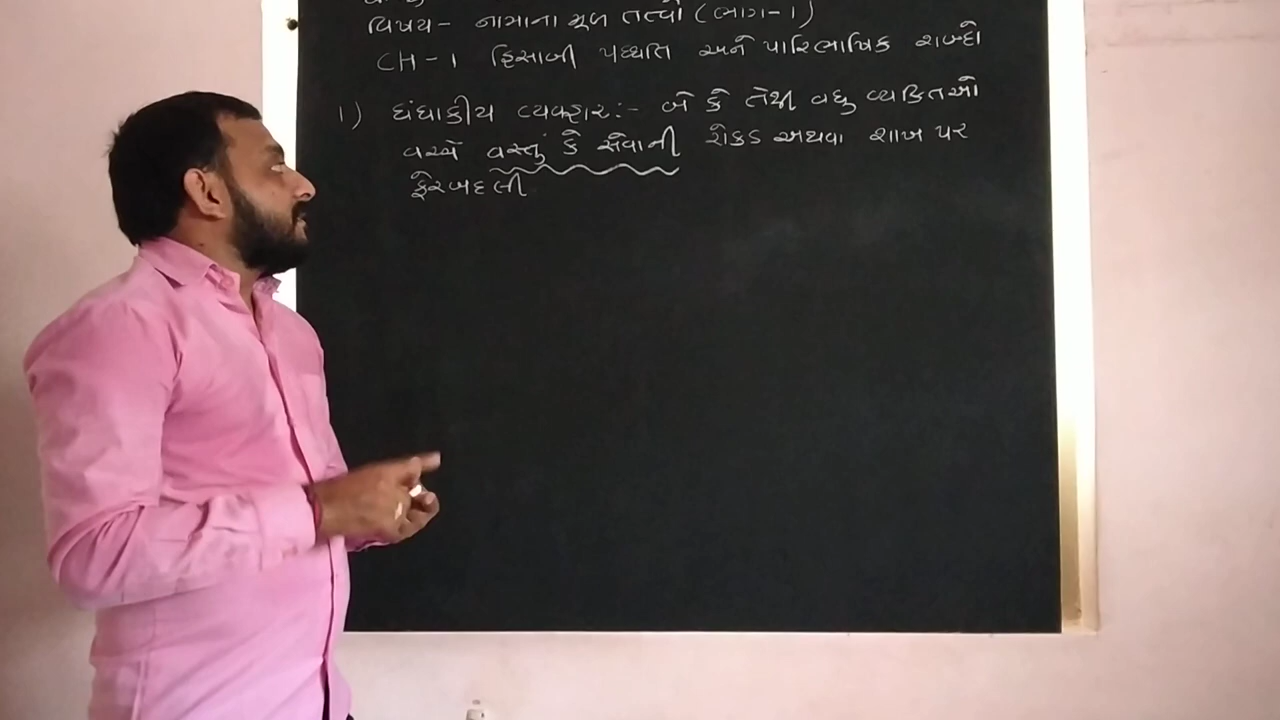 વિષય - નામાના મૂળ તત્વો (ભાગ-1)
CH - 1 હિસાબી પધ્ધતિ અને પારિભાષિક શબ્દો
1) ધંધાકીય વ્યવહાર:- બે કે તેથી વધુ વ્યકિતઓ
વચ્ચે વસ્તું કે સેવાની રોકડ અથવા શાખ પર
ફેરબદલી